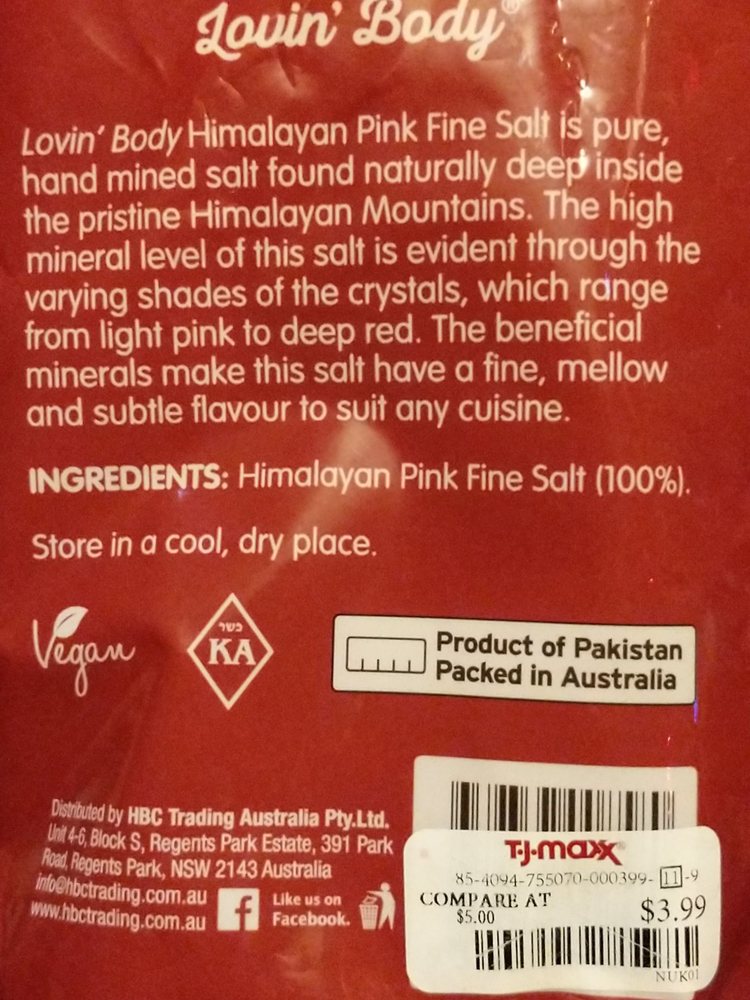 Lovin' Body®
Lovin' Body Himalayan Pink Fine Salt is pure,
hand mined salt found naturally deep inside
the pristine Himalayan Mountains. The high
mineral level of this salt is evident through the
varying shades of the crystals, which range
from light pink to deep red. The beneficial
minerals make this salt have a fine, mellow
and subtle flavour to suit any cuisine.
INGREDIENTS: Himalayan Pink Fine Salt (100%).
Store in a cool, dry place.
Vegan
כשר
KA
Product of Pakistan
Packed in Australia
Distributed by HBC Trading Australia Pty.Ltd.
Unit 4-6, Block S, Regents Park Estate, 391 Park
Road, Regents Park, NSW 2143 Australia
info@hbctrading.com.au
www.hbctrading.com.au
f
Like us on
Facebook.
T·J·maxx®
85-4094-755070-000399-11-9
COMPARE AT
$5.00
$3.99
NUK01